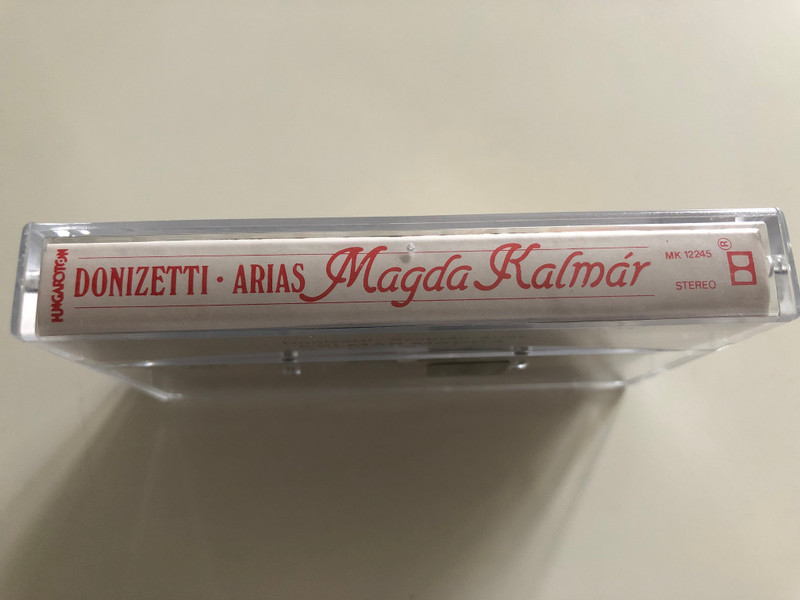 HUNGAROTON
DONIZETTI · ARIAS Magda Kalmár
MK 12245
®
STEREO